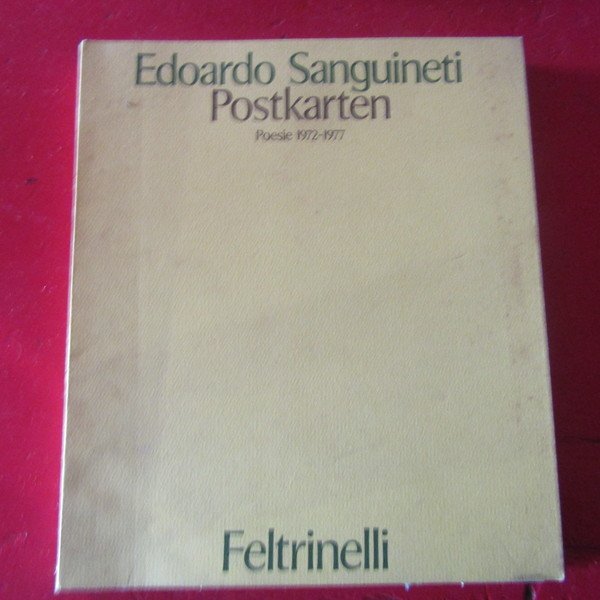 Edoardo Sanguineti
Postkarten
Poesie 1972-1977
Feltrinelli